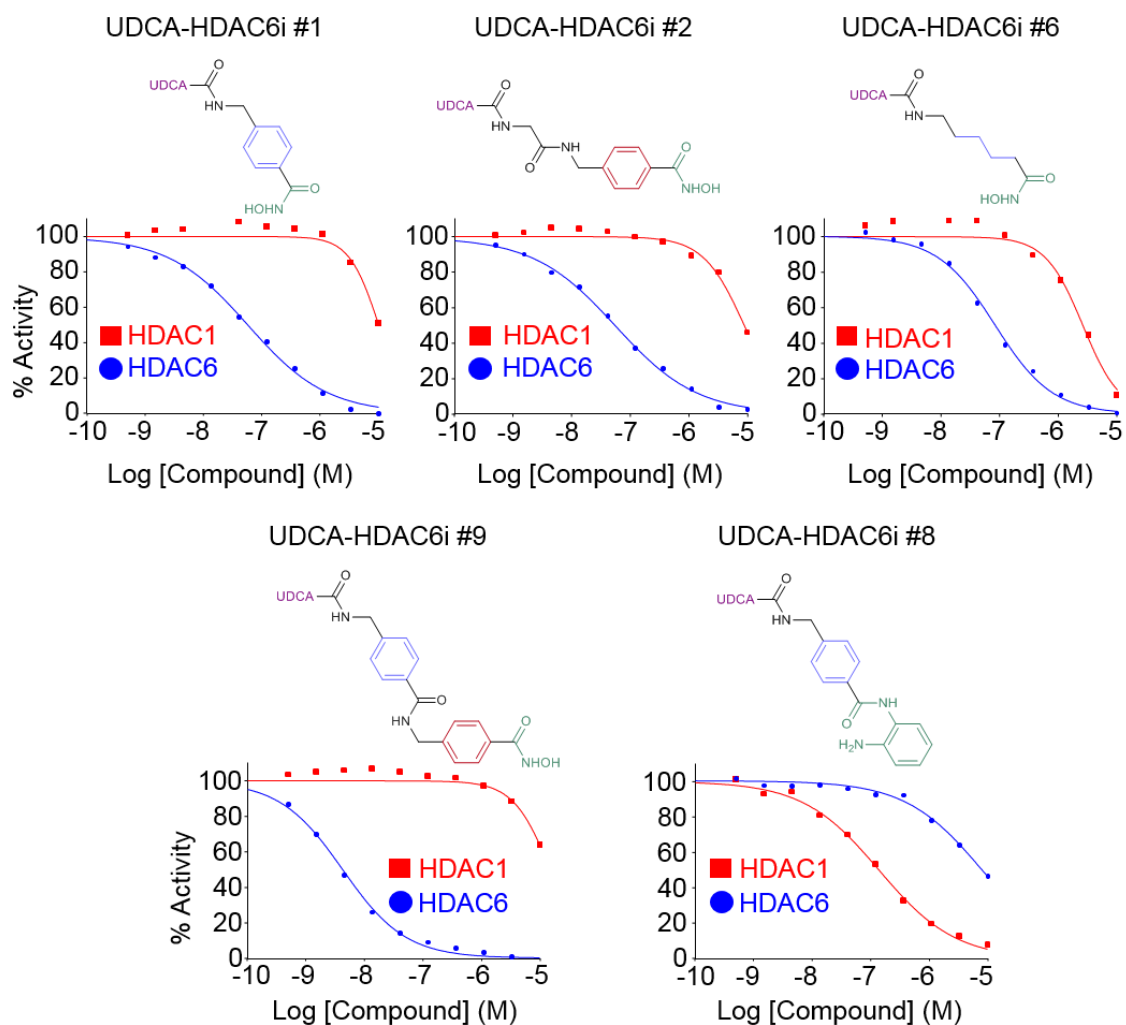 UDCA-HDAC6i #1
UDCA
O
HN
HOHN
O
% Activity
100
80
60
40
20
0
HDAC1
HDAC6
-10 -9 -8 -7 -6 -5
Log [Compound] (M)
UDCA-HDAC6i #2
UDCA
O
HN
O
NH
O
NHOH
100
80
60
40
20
0
HDAC1
HDAC6
-10 -9 -8 -7 -6 -5
Log [Compound] (M)
UDCA-HDAC6i #6
UDCA
O
HN
HOHN
O
100
80
60
40
20
0
HDAC1
HDAC6
-10 -9 -8 -7 -6 -5
Log [Compound] (M)
UDCA-HDAC6i #9
UDCA
O
HN
O
HN
O
NHOH
% Activity
100
80
60
40
20
0
HDAC1
HDAC6
-10 -9 -8 -7 -6 -5
Log [Compound] (M)
UDCA-HDAC6i #8
UDCA
O
HN
NH
O
H₂N
100
80
60
40
20
0
HDAC1
HDAC6
-10 -9 -8 -7 -6 -5
Log [Compound] (M)